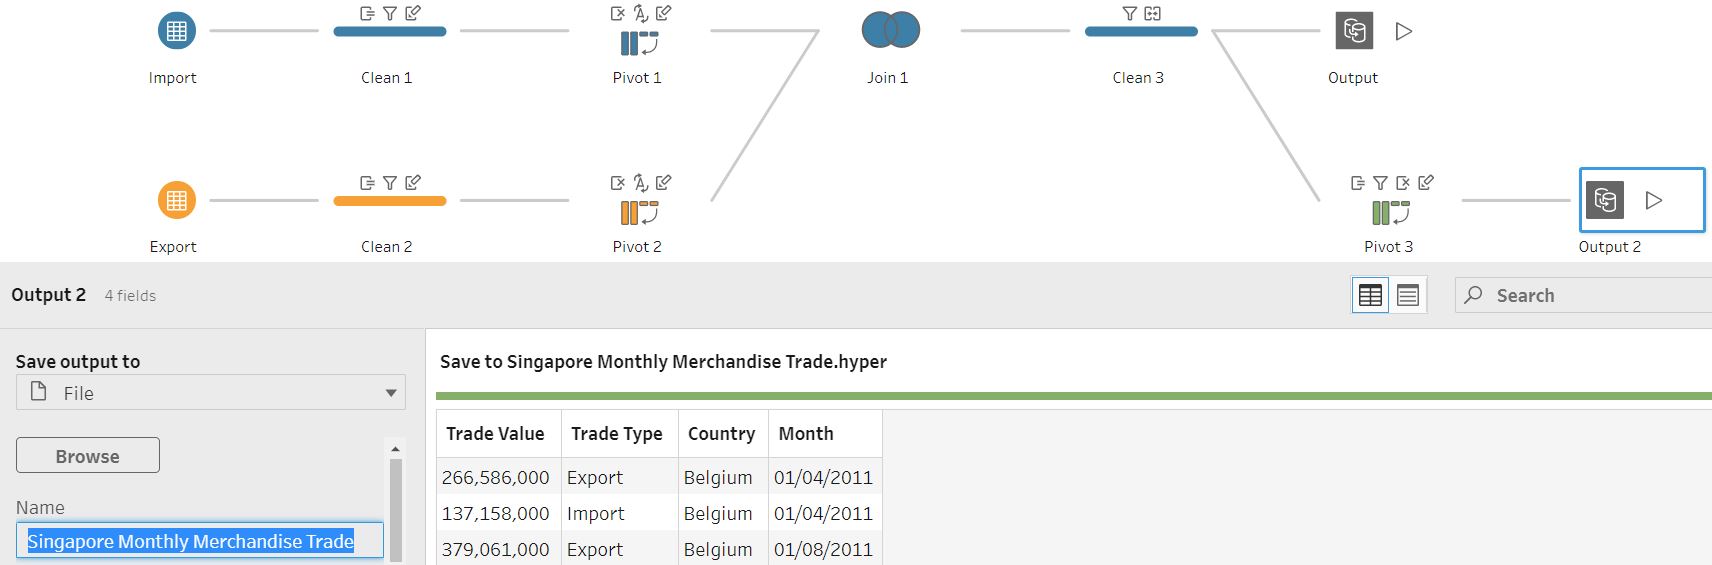 Import Clean 1 Pivot 1 Join 1 Clean 3 Output
Export Clean 2 Pivot 2 Pivot 3 Output 2
Output 2 4 fields Search
Save output to
File
Browse
Name
Singapore Monthly Merchandise Trade
Save to Singapore Monthly Merchandise Trade.hyper
Trade Value Trade Type Country Month
266,586,000 Export Belgium 01/04/2011
137,158,000 Import Belgium 01/04/2011
379,061,000 Export Belgium 01/08/2011